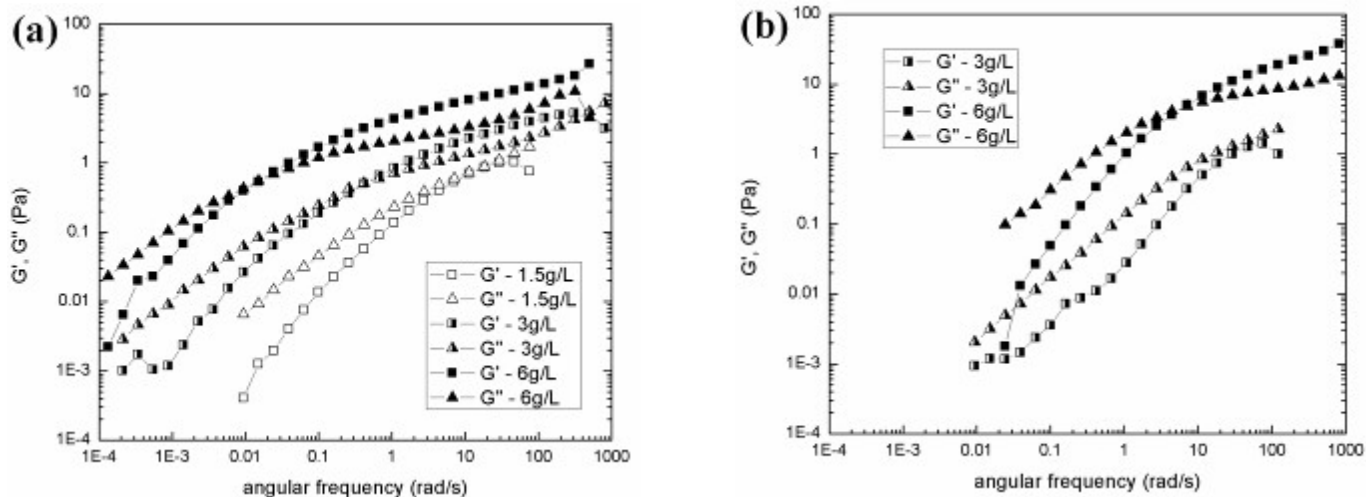 (a)
100
10
1
0.1
0.01
1E-3
1E-4
G', G" (Pa)
G' - 1.5g/L
G" - 1.5g/L
G' - 3g/L
G" - 3g/L
G' - 6g/L
G" - 6g/L
1E-4 1E-3 0.01 0.1 1 10 100 1000
angular frequency (rad/s)
(b)
100
10
1
0.1
0.01
1E-3
1E-4
G', G" (Pa)
G' - 3g/L
G" - 3g/L
G' - 6g/L
G" - 6g/L
1E-4 1E-3 0.01 0.1 1 10 100 1000
angular frequency (rad/s)